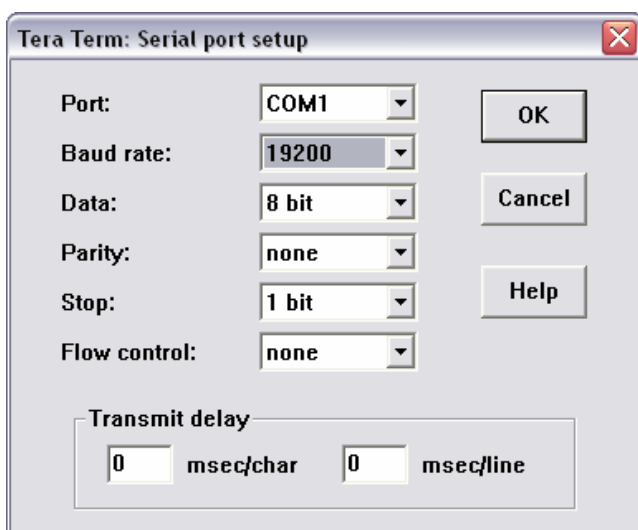 Tera Term: Serial port setup
Port: COM1 OK
Baud rate: 19200
Data: 8 bit Cancel
Parity: none
Stop: 1 bit Help
Flow control: none
Transmit delay
0 msec/char 0 msec/line